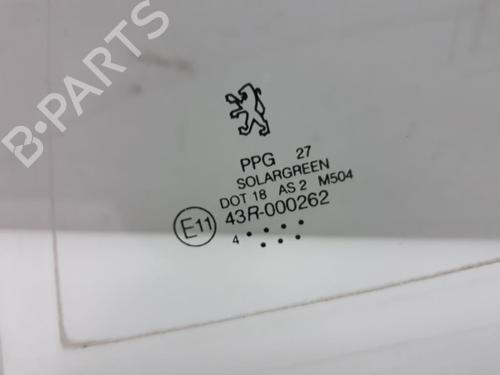 B-PARTS
PPG 27
SOLARGREEN
DOT 18 AS 2 M504
E11 43R-000262
4